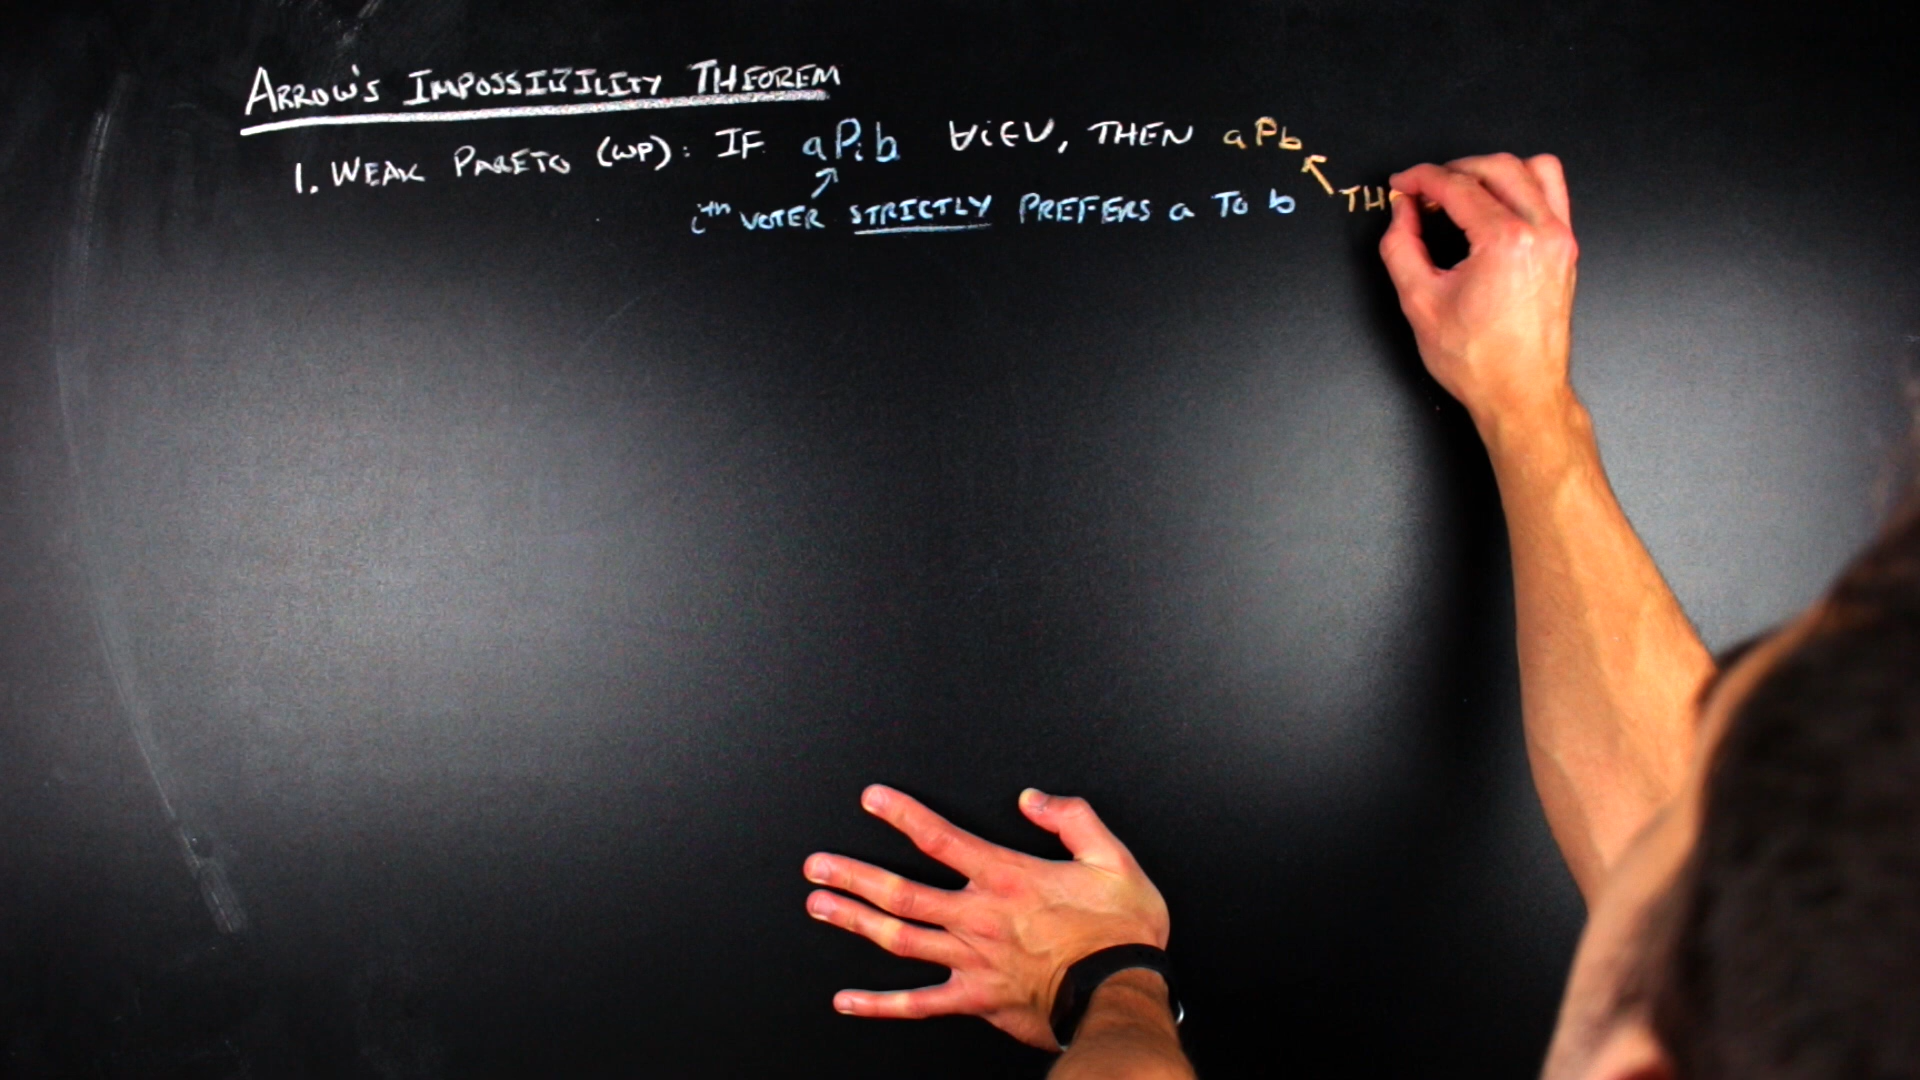 ARROW'S IMPOSSIBILITY THEOREM
1. WEAK PARETO (WP): IF aPib ∀i∈V, THEN aPb
ith VOTER STRICTLY PREFERS a TO b